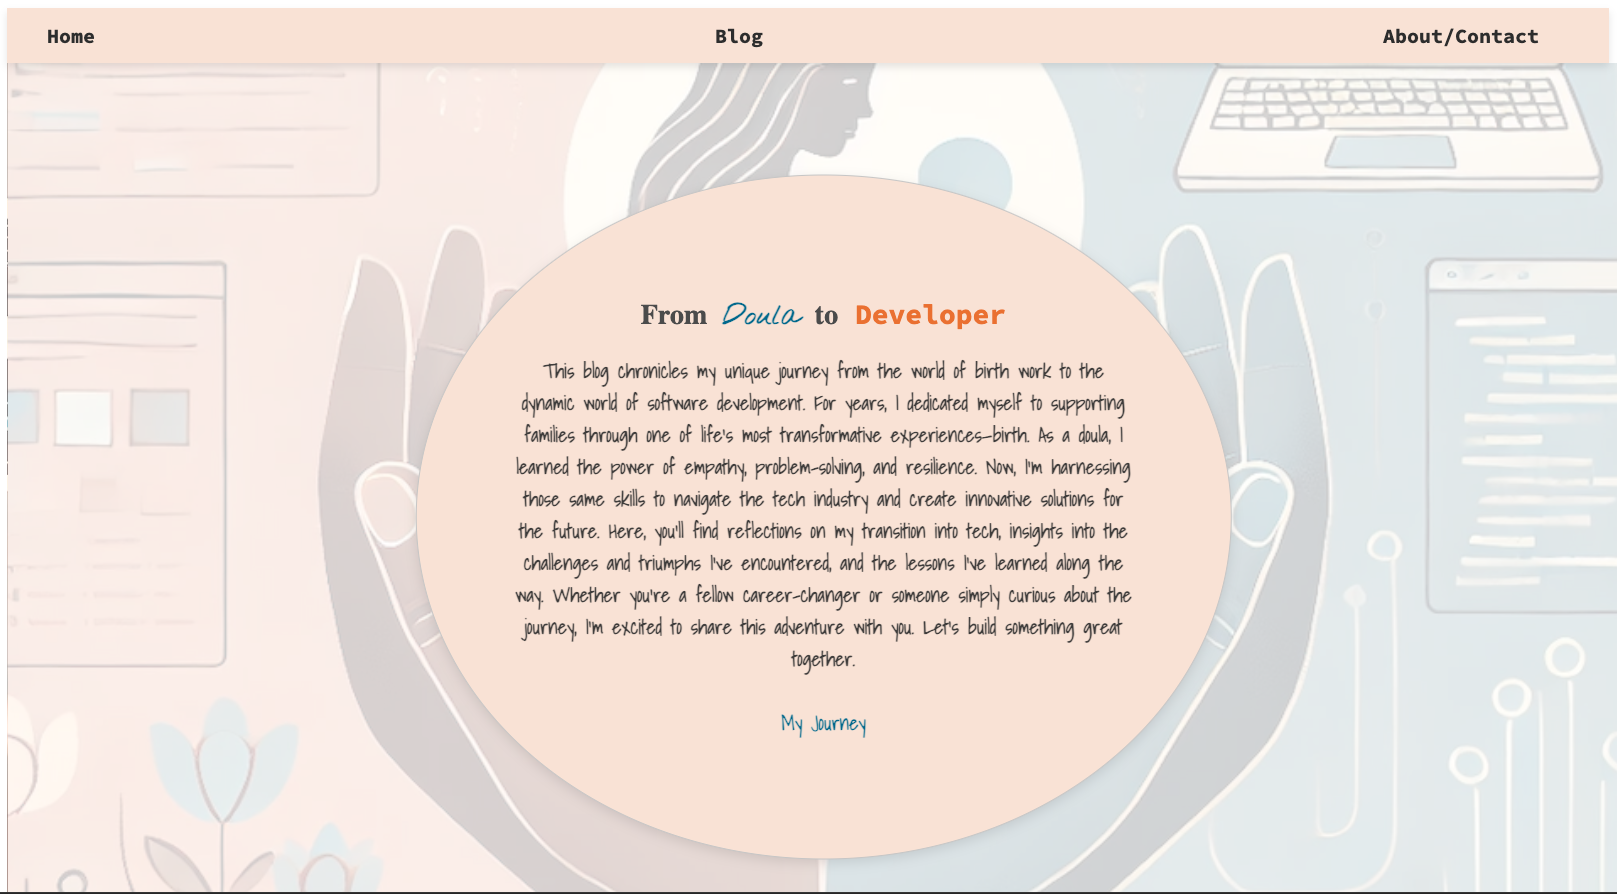 Home Blog About/Contact
From Doula to Developer
This blog chronicles my unique journey from the world of birth work to the
dynamic world of software development. For years, I dedicated myself to supporting
families through one of life's most transformative experiences—birth. As a doula, I
learned the power of empathy, problem-solving, and resilience. Now, I'm harnessing
those same skills to navigate the tech industry and create innovative solutions for
the future. Here, you'll find reflections on my transition into tech, insights into the
challenges and triumphs I've encountered, and the lessons I've learned along the
way. Whether you're a fellow career-changer or someone simply curious about the
journey, I'm excited to share this adventure with you. Let's build something great
together.
My Journey